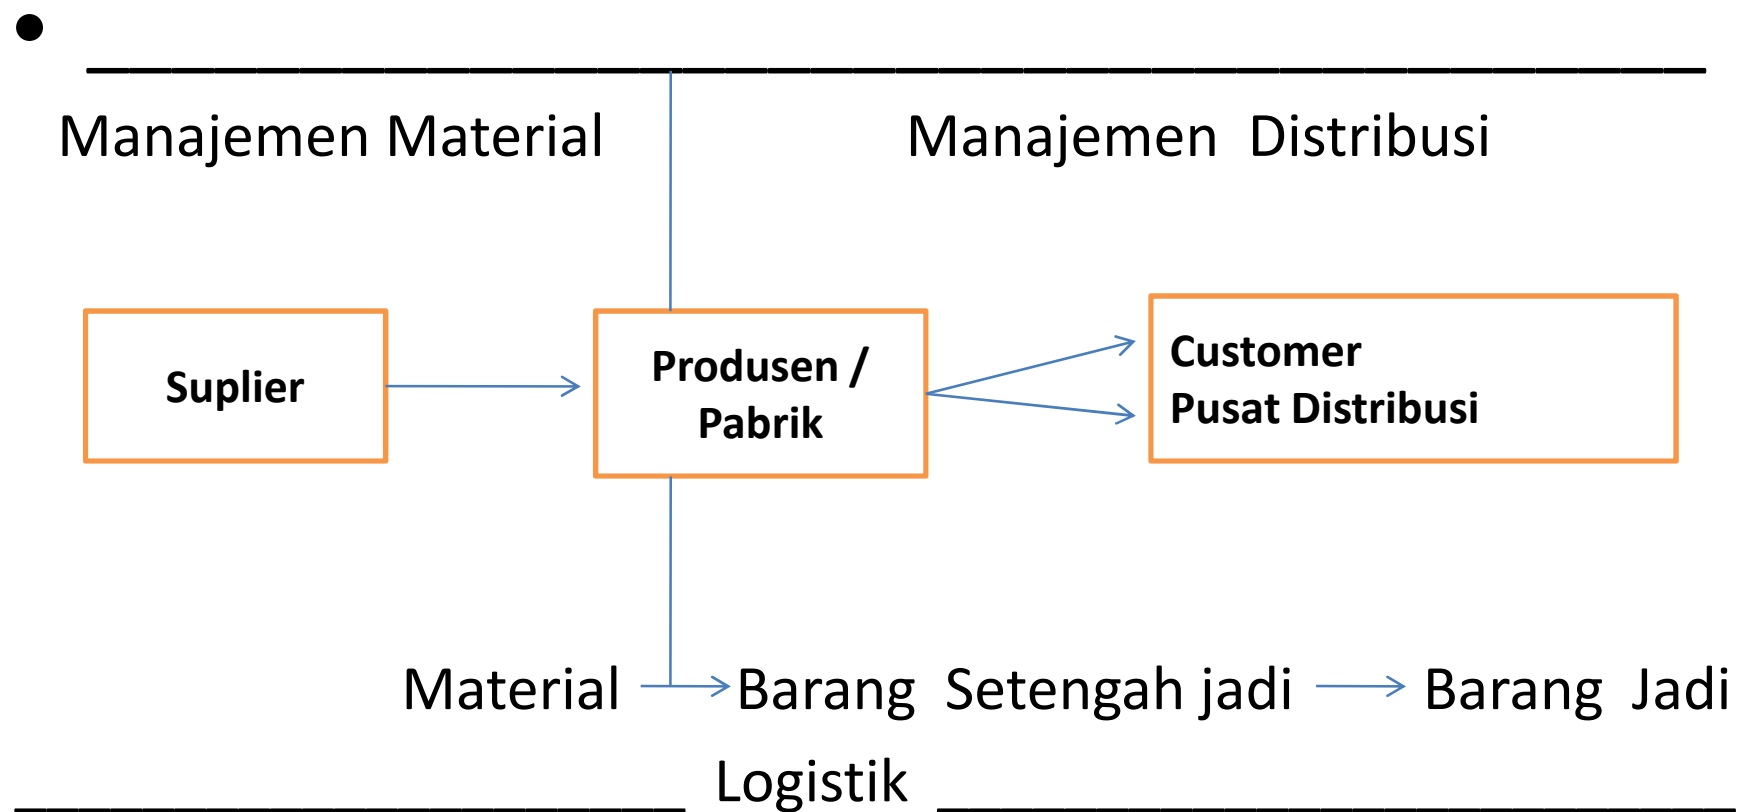 •
Manajemen Material
Manajemen Distribusi
Suplier
Produsen /
Pabrik
Customer
Pusat Distribusi
Material
Barang Setengah jadi
Barang Jadi
Logistik